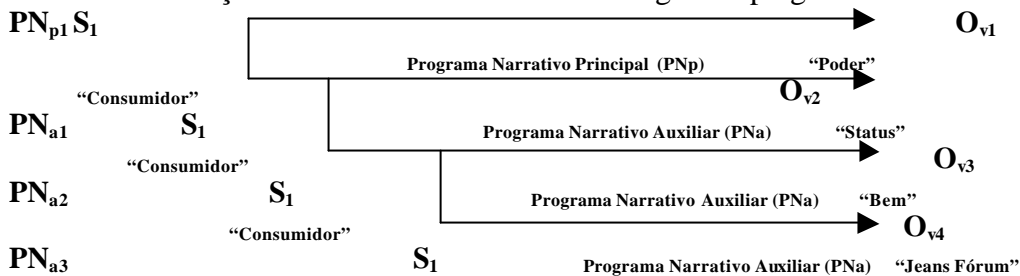 PNp1 S1 Ov1
Programa Narrativo Principal (PNp) “Poder”
“Consumidor” Ov2
PNa1 S1 Programa Narrativo Auxiliar (PNa) “Status”
“Consumidor” Ov3
PNa2 S1 Programa Narrativo Auxiliar (PNa) “Bem”
“Consumidor” Ov4
PNa3 S1 Programa Narrativo Auxiliar (PNa) “Jeans Fórum”